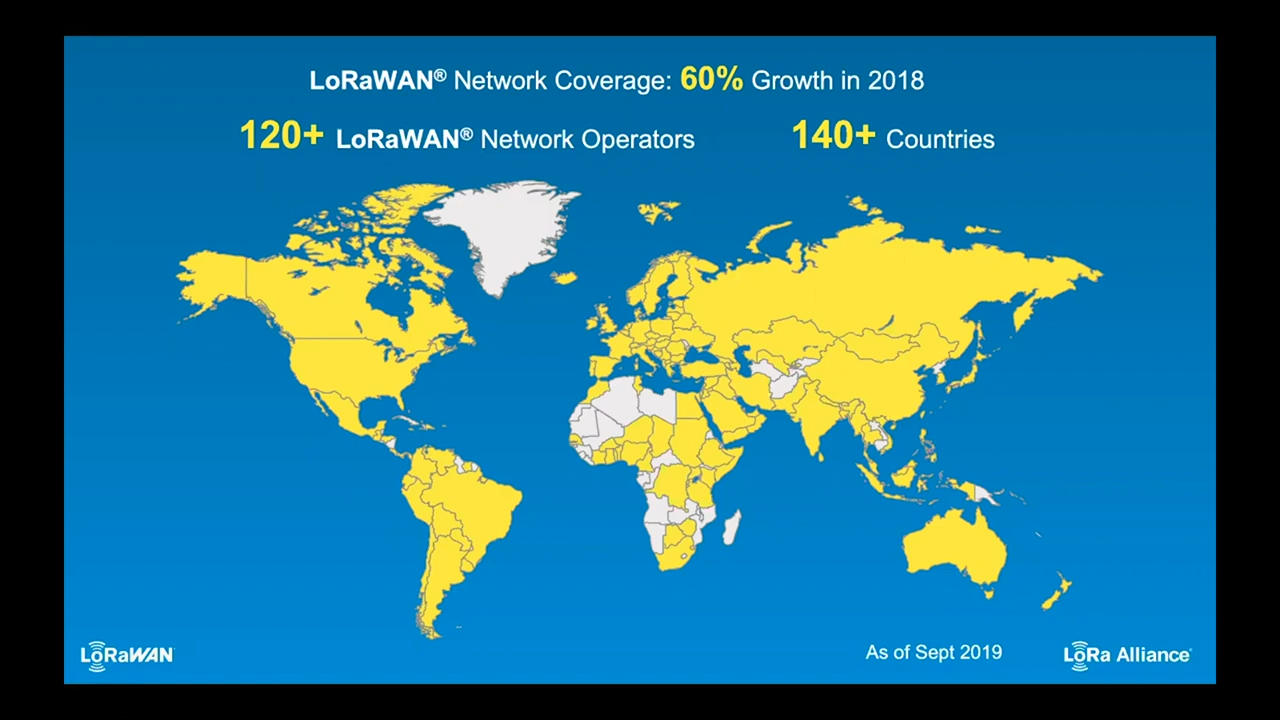 LoRaWAN® Network Coverage: 60% Growth in 2018
120+ LoRaWAN® Network Operators 140+ Countries
As of Sept 2019
LoRaWAN
LoRa Alliance